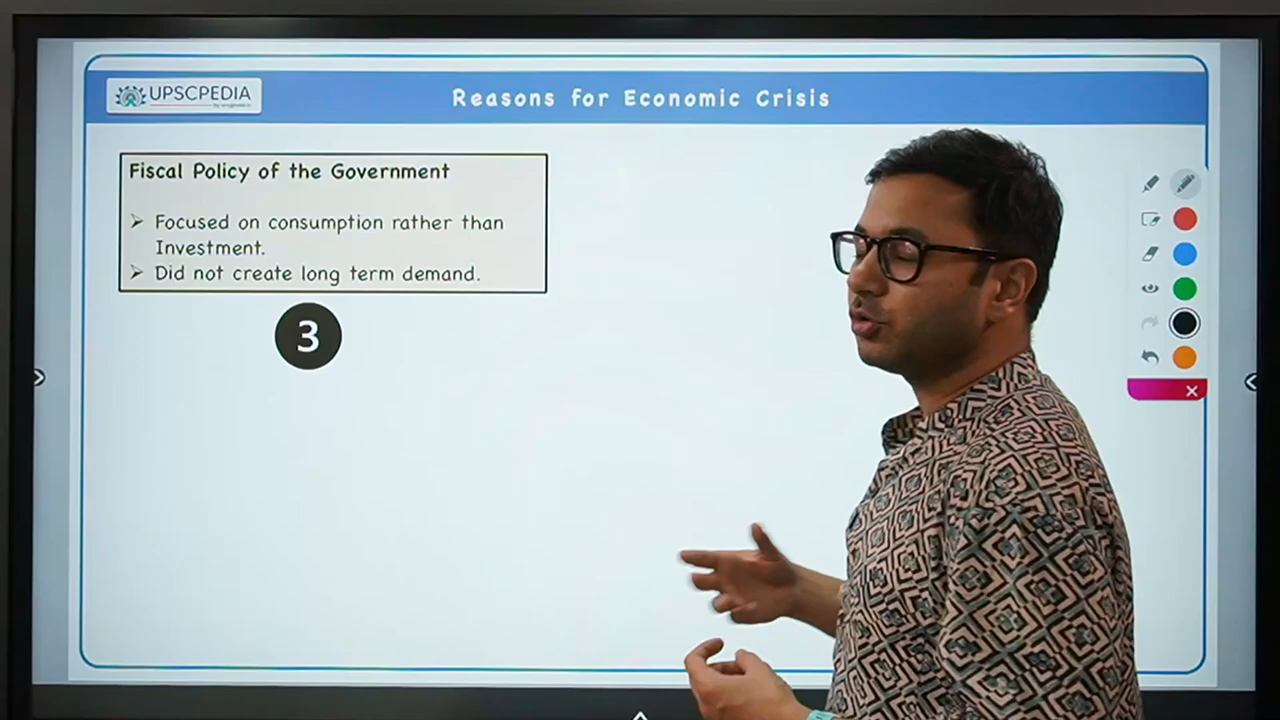 UPSCPEDIA
Reasons for Economic Crisis
Fiscal Policy of the Government
➢ Focused on consumption rather than
Investment.
➢ Did not create long term demand.
3